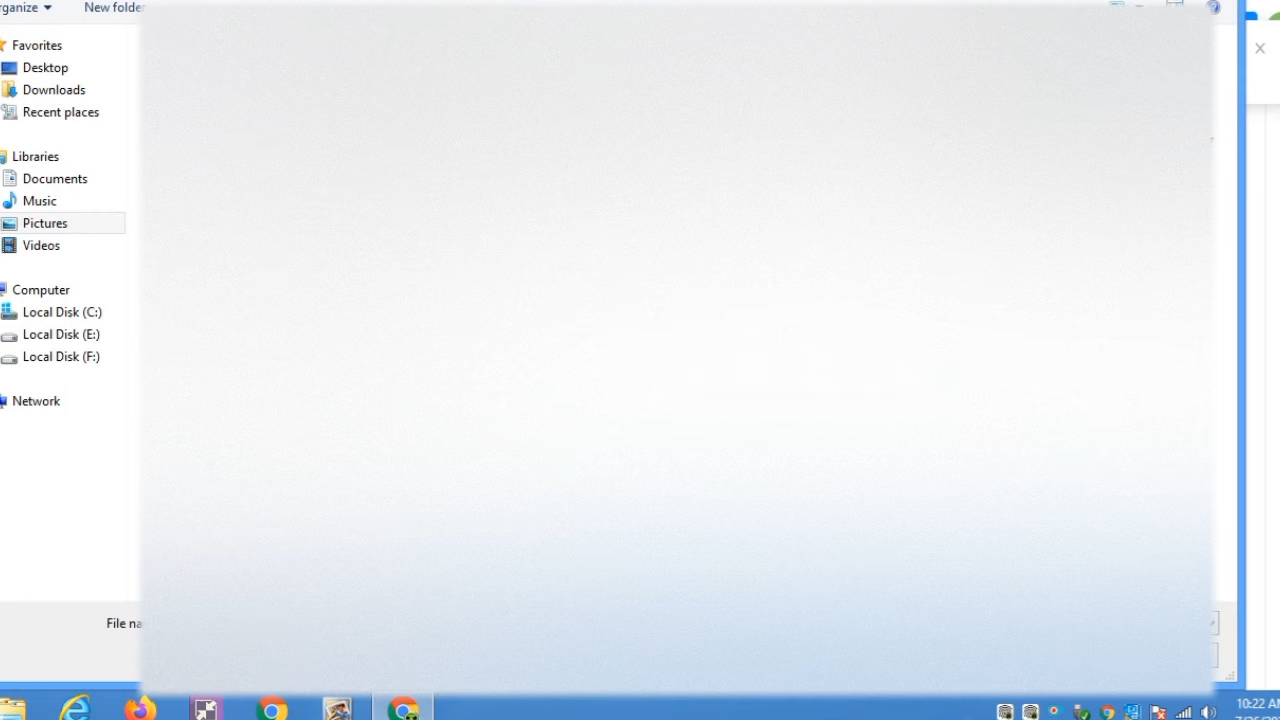 rganize
New folde
Favorites
Desktop
Downloads
Recent places
Libraries
Documents
Music
Pictures
Videos
Computer
Local Disk (C:)
Local Disk (E:)
Local Disk (F:)
Network
File na
10:22 A